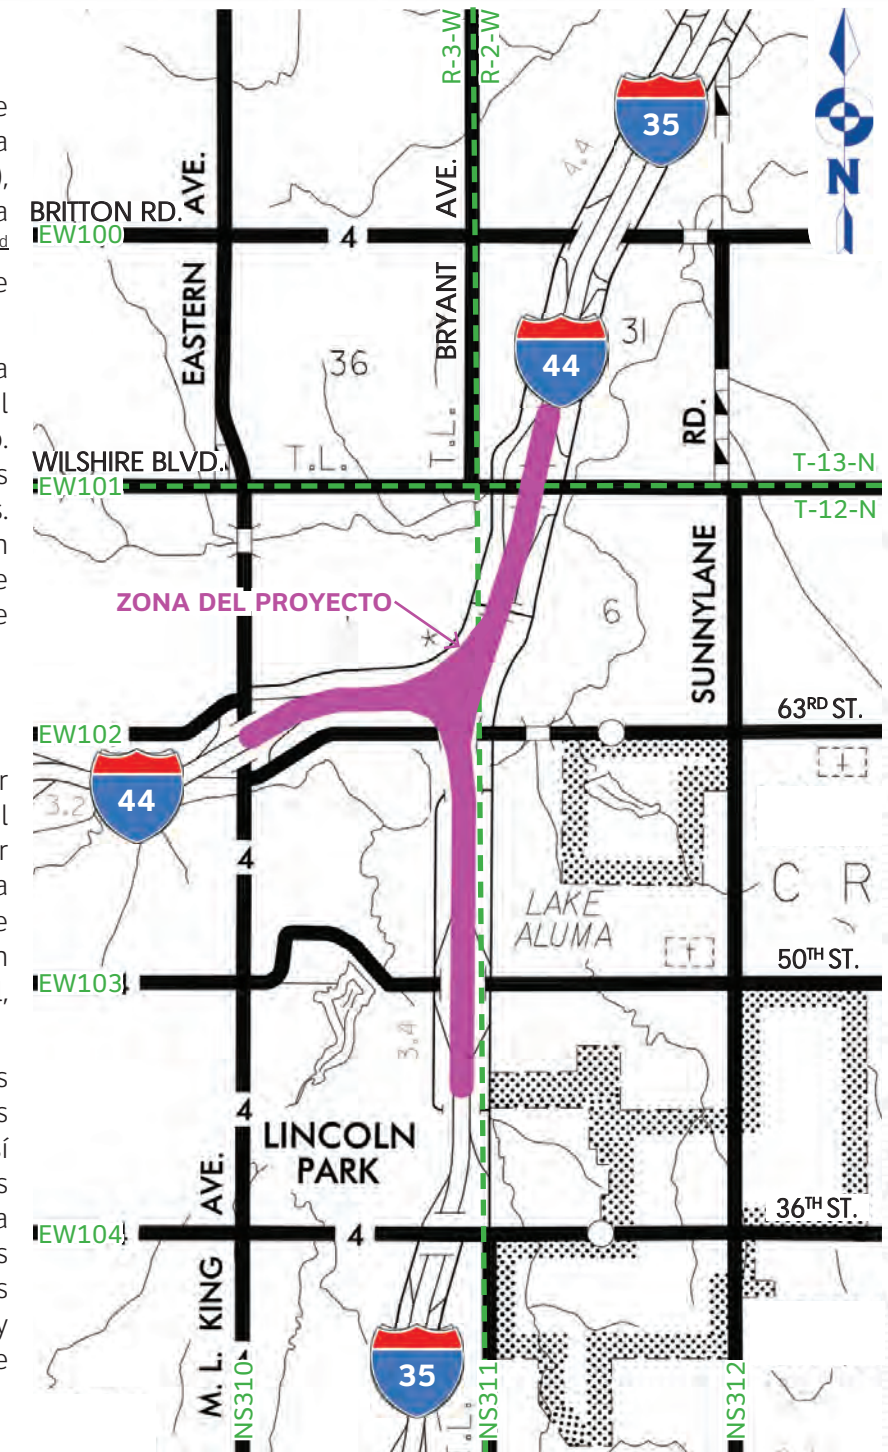 R-3-W
R-2-W
35
4.4
N
BRITTON RD.
EASTERN AVE.
BRYANT AVE.
EW100
4
44
31
36
RD.
T.L.
T.L.
WILSHIRE BLVD.
T-13-N
EW101
T-12-N
SUNNYLANE
ZONA DEL PROYECTO
*
6
63RD ST.
EW102
44
3.2
4
C R
LAKE
ALUMA
50TH ST.
EW103
3.4
4
LINCOLN
PARK
M. L. KING AVE.
36TH ST.
EW104
4
35
NS310
NS311
NS312